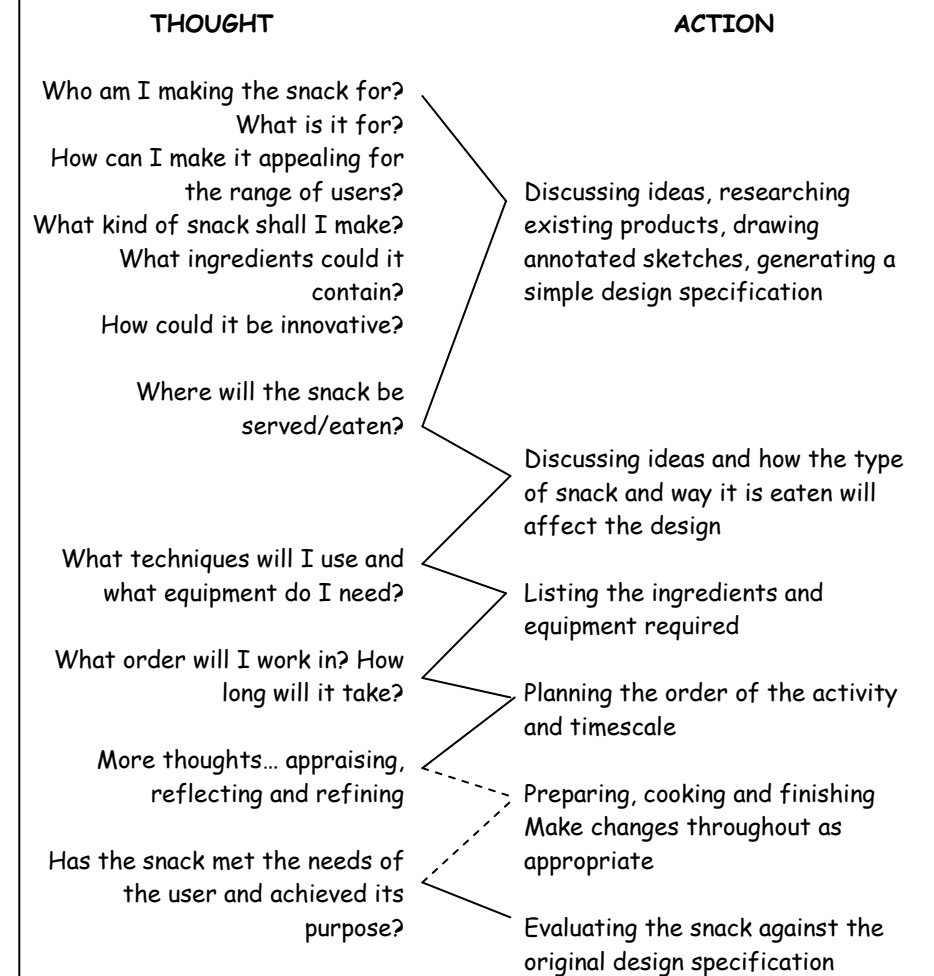 THOUGHT
ACTION
Who am I making the snack for?
What is it for?
How can I make it appealing for
the range of users?
What kind of snack shall I make?
What ingredients could it
contain?
How could it be innovative?
Discussing ideas, researching
existing products, drawing
annotated sketches, generating a
simple design specification
Where will the snack be
served/eaten?
Discussing ideas and how the type
of snack and way it is eaten will
affect the design
What techniques will I use and
what equipment do I need?
Listing the ingredients and
equipment required
What order will I work in? How
long will it take?
Planning the order of the activity
and timescale
More thoughts… appraising,
reflecting and refining
Preparing, cooking and finishing
Make changes throughout as
appropriate
Has the snack met the needs of
the user and achieved its
purpose?
Evaluating the snack against the
original design specification